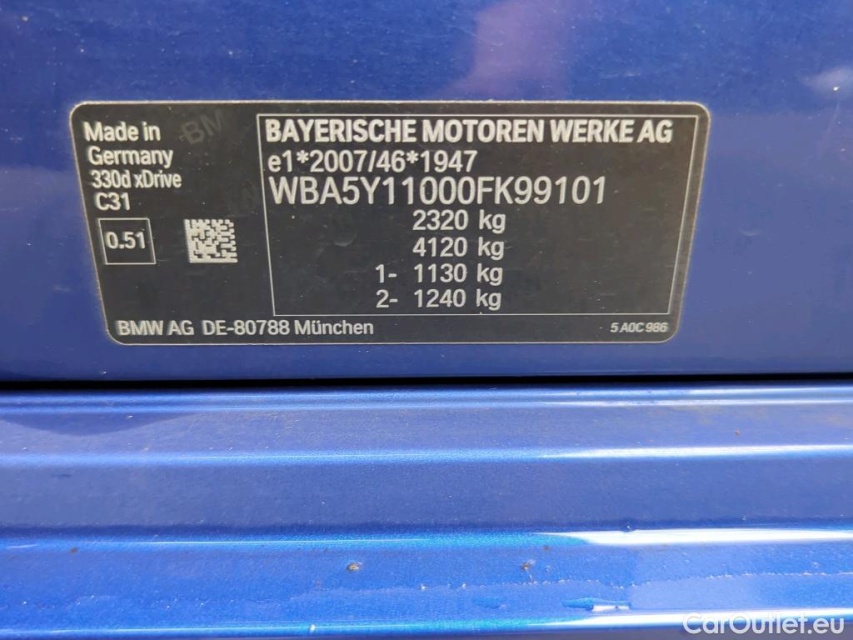 Made in
Germany
330d xDrive
C31
0.51
BAYERISCHE MOTOREN WERKE AG
e1*2007/46*1947
WBA5Y11000FK99101
2320 kg
4120 kg
1- 1130 kg
2- 1240 kg
BMW AG DE-80788 München
5 A0C 986
CarOutlet.eu